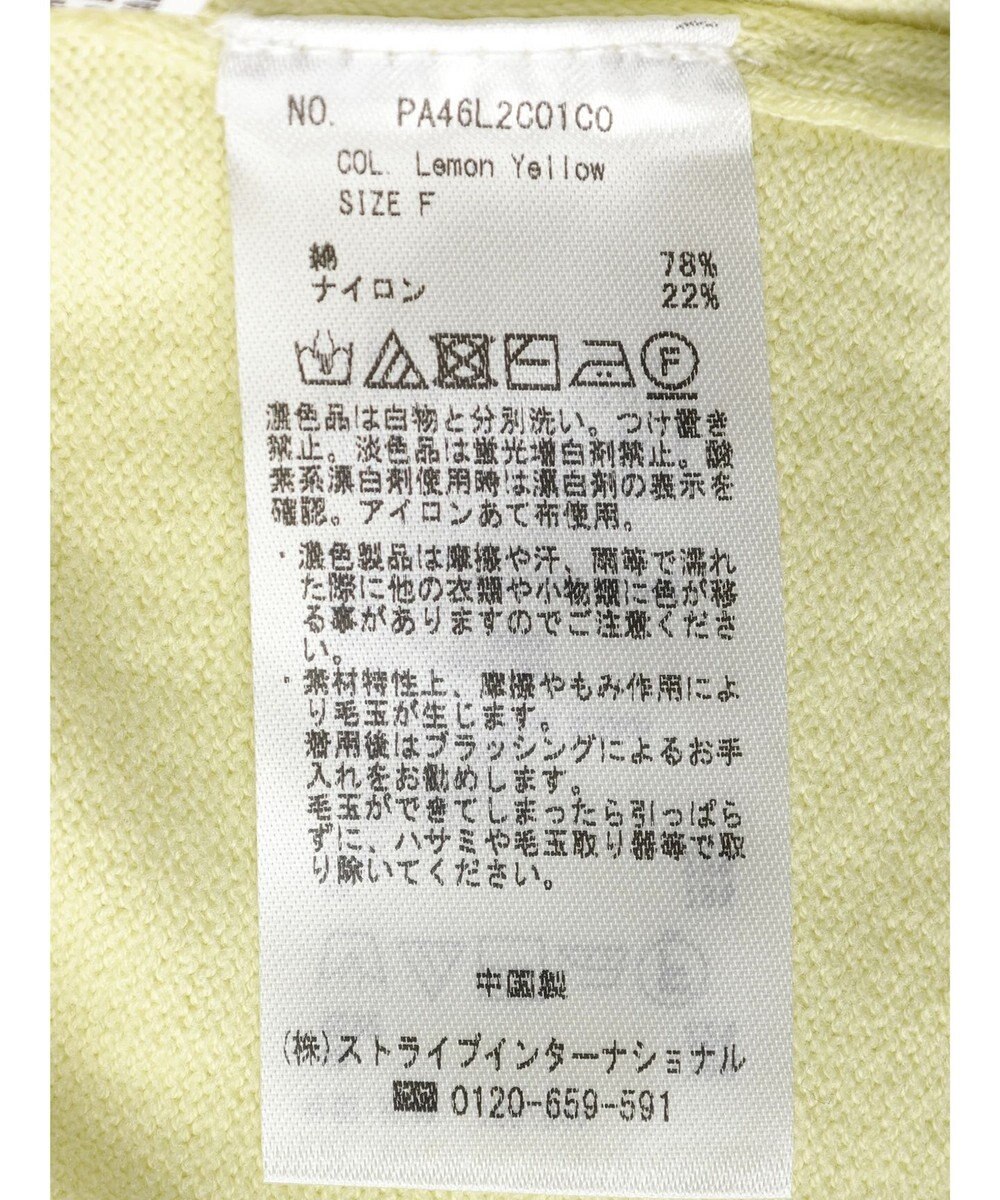 NO. PA46L2C01C0
COL. Lemon Yellow
SIZE F
綿 78%
ナイロン 22%
濃色品は白物と分別洗い。つけ置き
禁止。淡色品は蛍光増白剤禁止。酸
素系漂白剤使用時は漂白剤の表示を
確認。アイロンあて布使用。
・濃色製品は摩擦や汗、雨等で濡れ
た際に他の衣類や小物類に色が移
る事がありますのでご注意くださ
い。
・素材特性上、摩擦やもみ作用によ
り毛玉が生じます。
着用後はブラッシングによるお手
入れをお勧めします。
毛玉ができてしまったら引っぱら
ずに、ハサミや毛玉取り器等で取
り除いてください。
中国製
(株)ストライプインターナショナル
0120-659-591